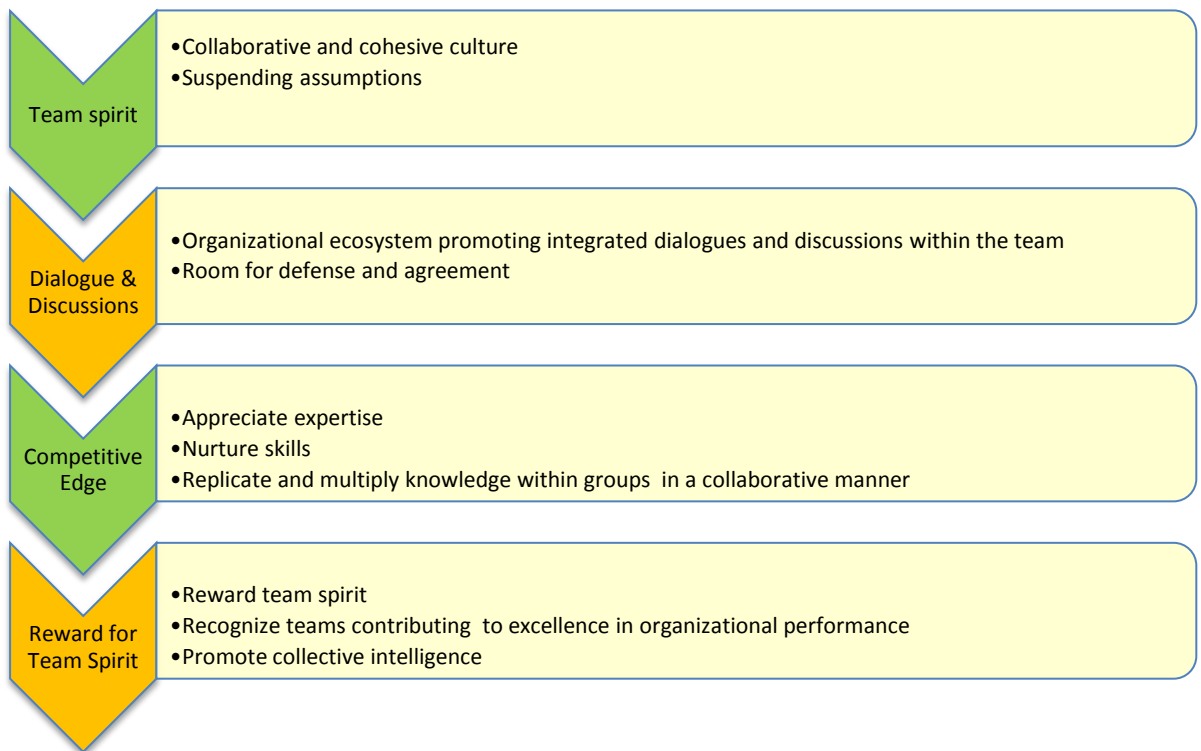 Team spirit
•Collaborative and cohesive culture
•Suspending assumptions
Dialogue &
Discussions
•Organizational ecosystem promoting integrated dialogues and discussions within the team
•Room for defense and agreement
Competitive
Edge
•Appreciate expertise
•Nurture skills
•Replicate and multiply knowledge within groups  in a collaborative manner
Reward for
Team Spirit
•Reward team spirit
•Recognize teams contributing  to excellence in organizational performance
•Promote collective intelligence